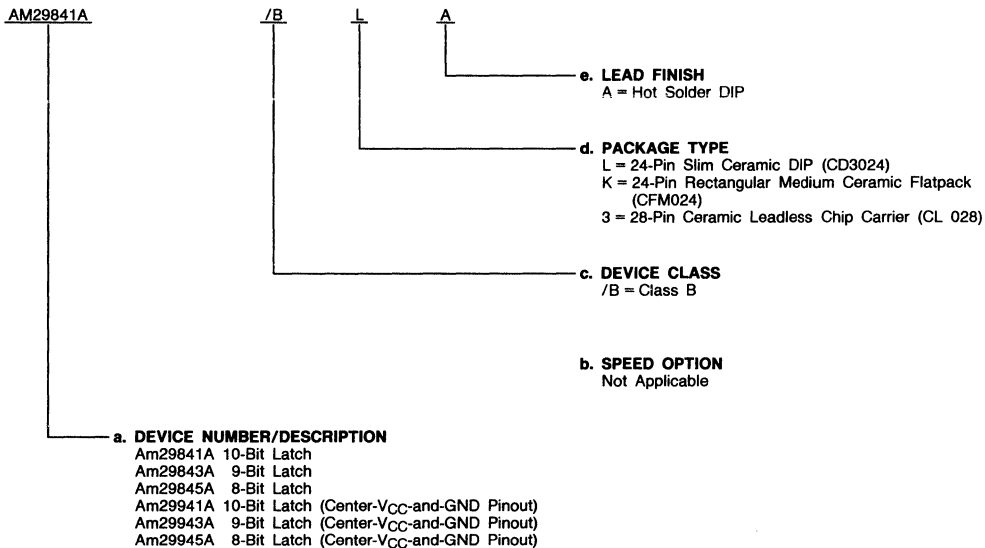 AM29841A /B L A
e. LEAD FINISH
A = Hot Solder DIP
d. PACKAGE TYPE
L = 24-Pin Slim Ceramic DIP (CD3024)
K = 24-Pin Rectangular Medium Ceramic Flatpack
(CFM024)
3 = 28-Pin Ceramic Leadless Chip Carrier (CL 028)
c. DEVICE CLASS
/B = Class B
b. SPEED OPTION
Not Applicable
a. DEVICE NUMBER/DESCRIPTION
Am29841A 10-Bit Latch
Am29843A 9-Bit Latch
Am29845A 8-Bit Latch
Am29941A 10-Bit Latch (Center-VCC-and-GND Pinout)
Am29943A 9-Bit Latch (Center-VCC-and-GND Pinout)
Am29945A 8-Bit Latch (Center-VCC-and-GND Pinout)